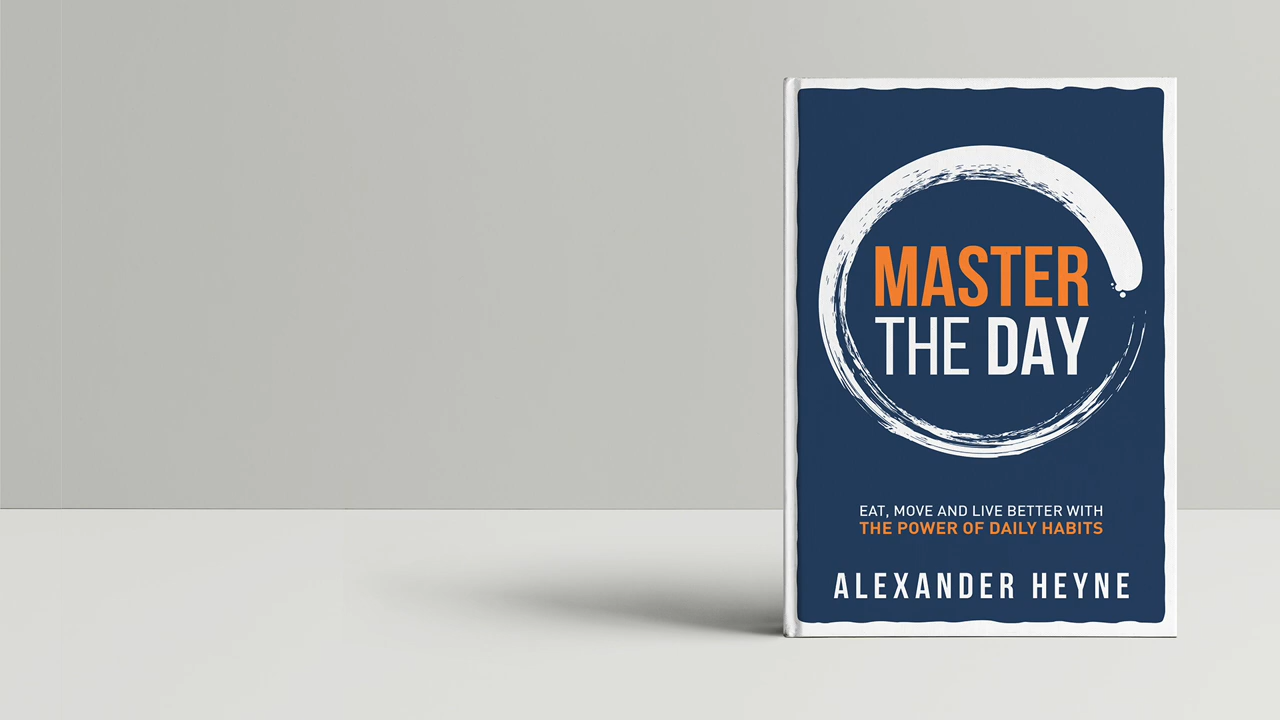 MASTER
THE DAY
EAT, MOVE AND LIVE BETTER WITH
THE POWER OF DAILY HABITS
ALEXANDER HEYNE